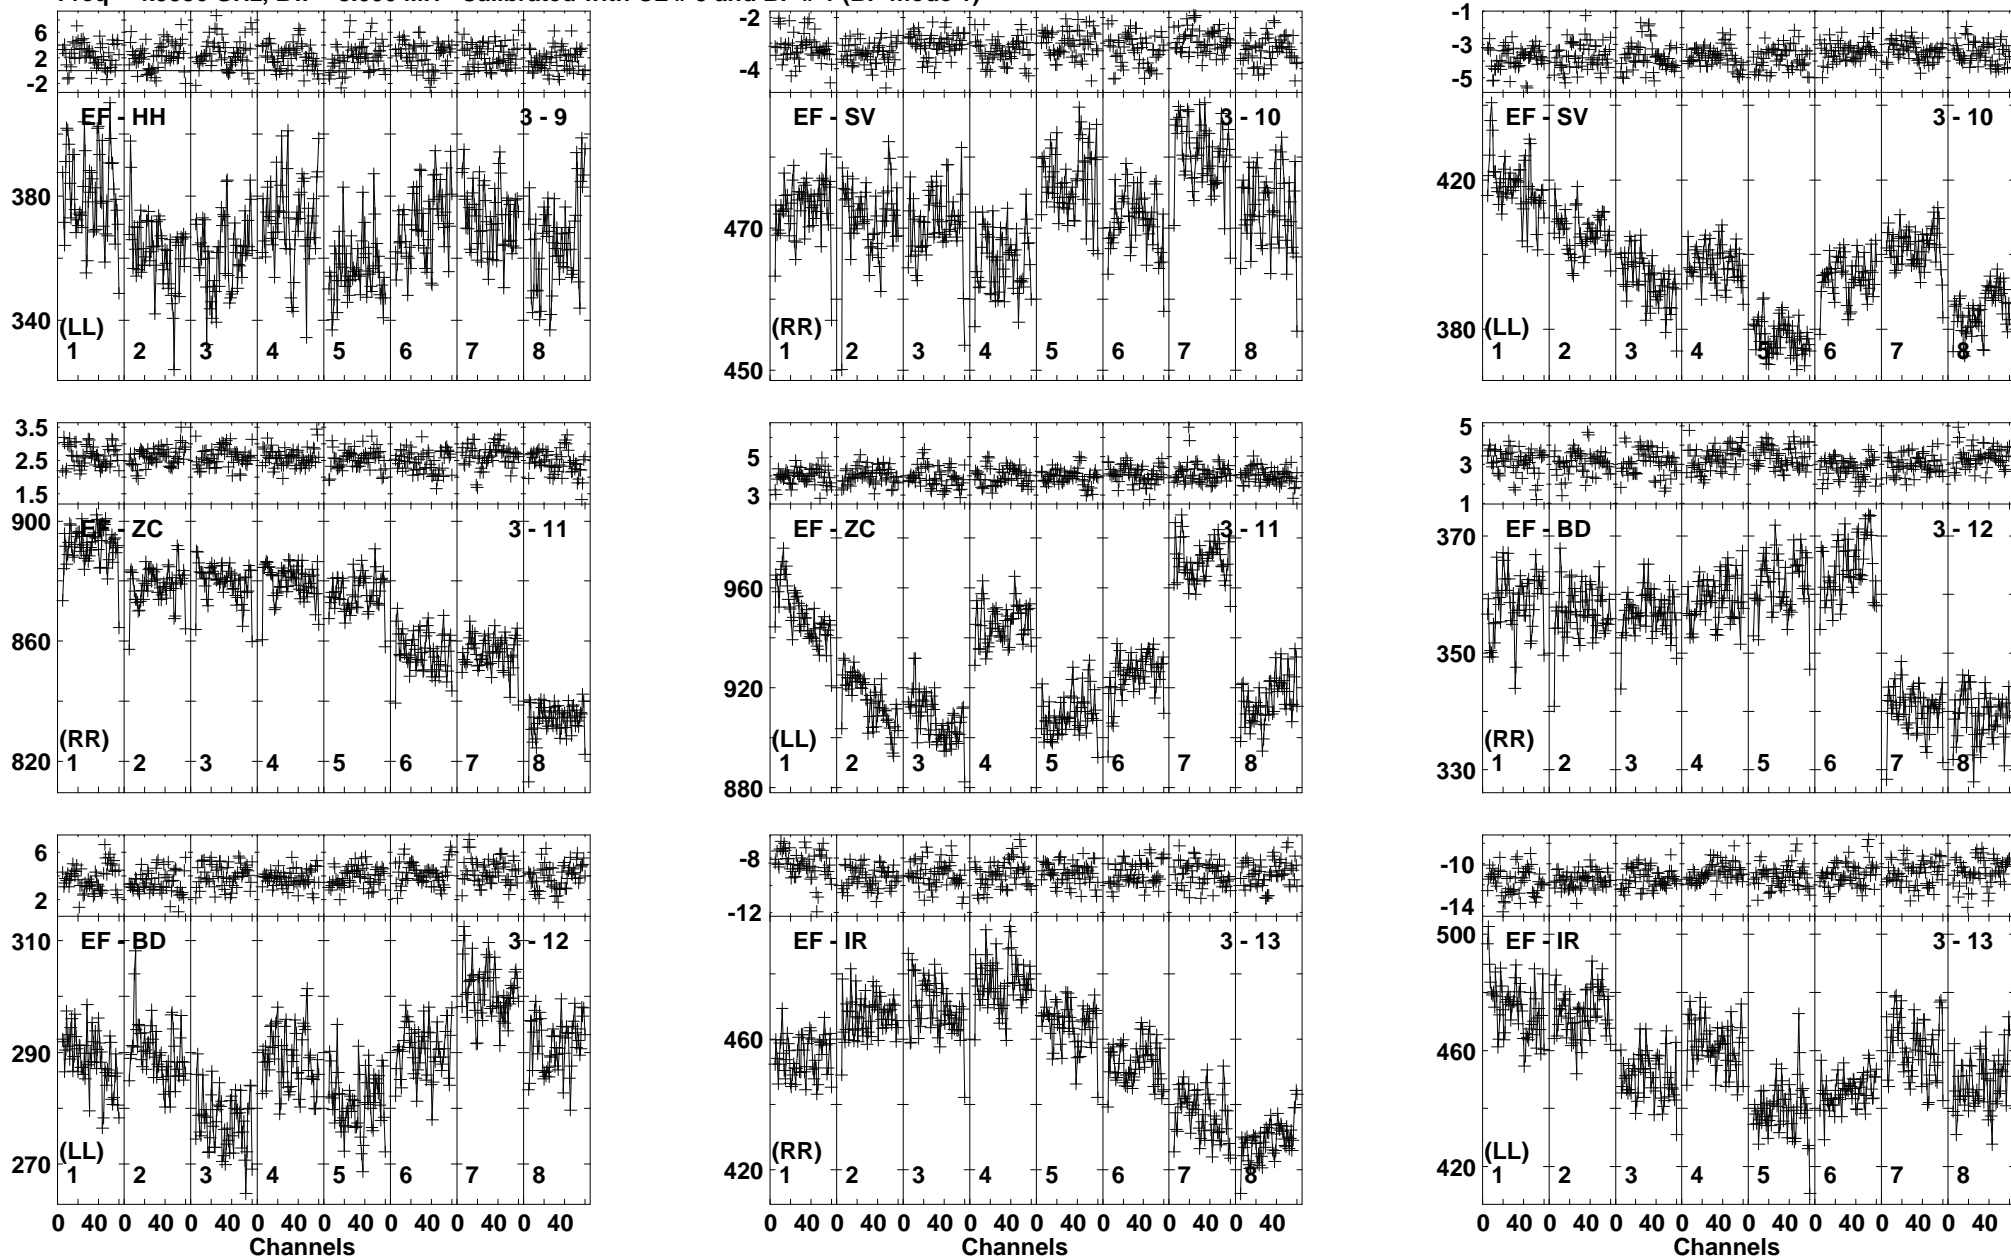 6 2 -2
EF - HH 3 - 9
380
340
(LL)
1 2 3 4 5 6 7 8
-2 -4
EF - SV 3 - 10
470
450
(RR)
1 2 3 4 5 6 7 8
-1 -3 -5
EF - SV 3 - 10
420
380
(LL)
1 2 3 4 5 6 7 8
3.5 2.5 1.5
EF - ZC 3 - 11
900
860
820
(RR)
1 2 3 4 5 6 7 8
5 3
EF - ZC 3 - 11
960
920
880
(LL)
1 2 3 4 5 6 7 8
5 3 1
EF - BD 3 - 12
370
350
330
(RR)
1 2 3 4 5 6 7 8
6 2
EF - BD 3 - 12
310
290
270
(LL)
1 2 3 4 5 6 7 8
0 40 0 40 0 40 0 40 0 40 0 40 0 40 0 40
Channels
-8 -12
EF - IR 3 - 13
460
420
(RR)
1 2 3 4 5 6 7 8
0 40 0 40 0 40 0 40 0 40 0 40 0 40 0 40
Channels
-10 -14
EF - IR 3 - 13
500
460
420
(LL)
1 2 3 4 5 6 7 8
0 40 0 40 0 40 0 40 0 40 0 40 0 40 0 40
Channels